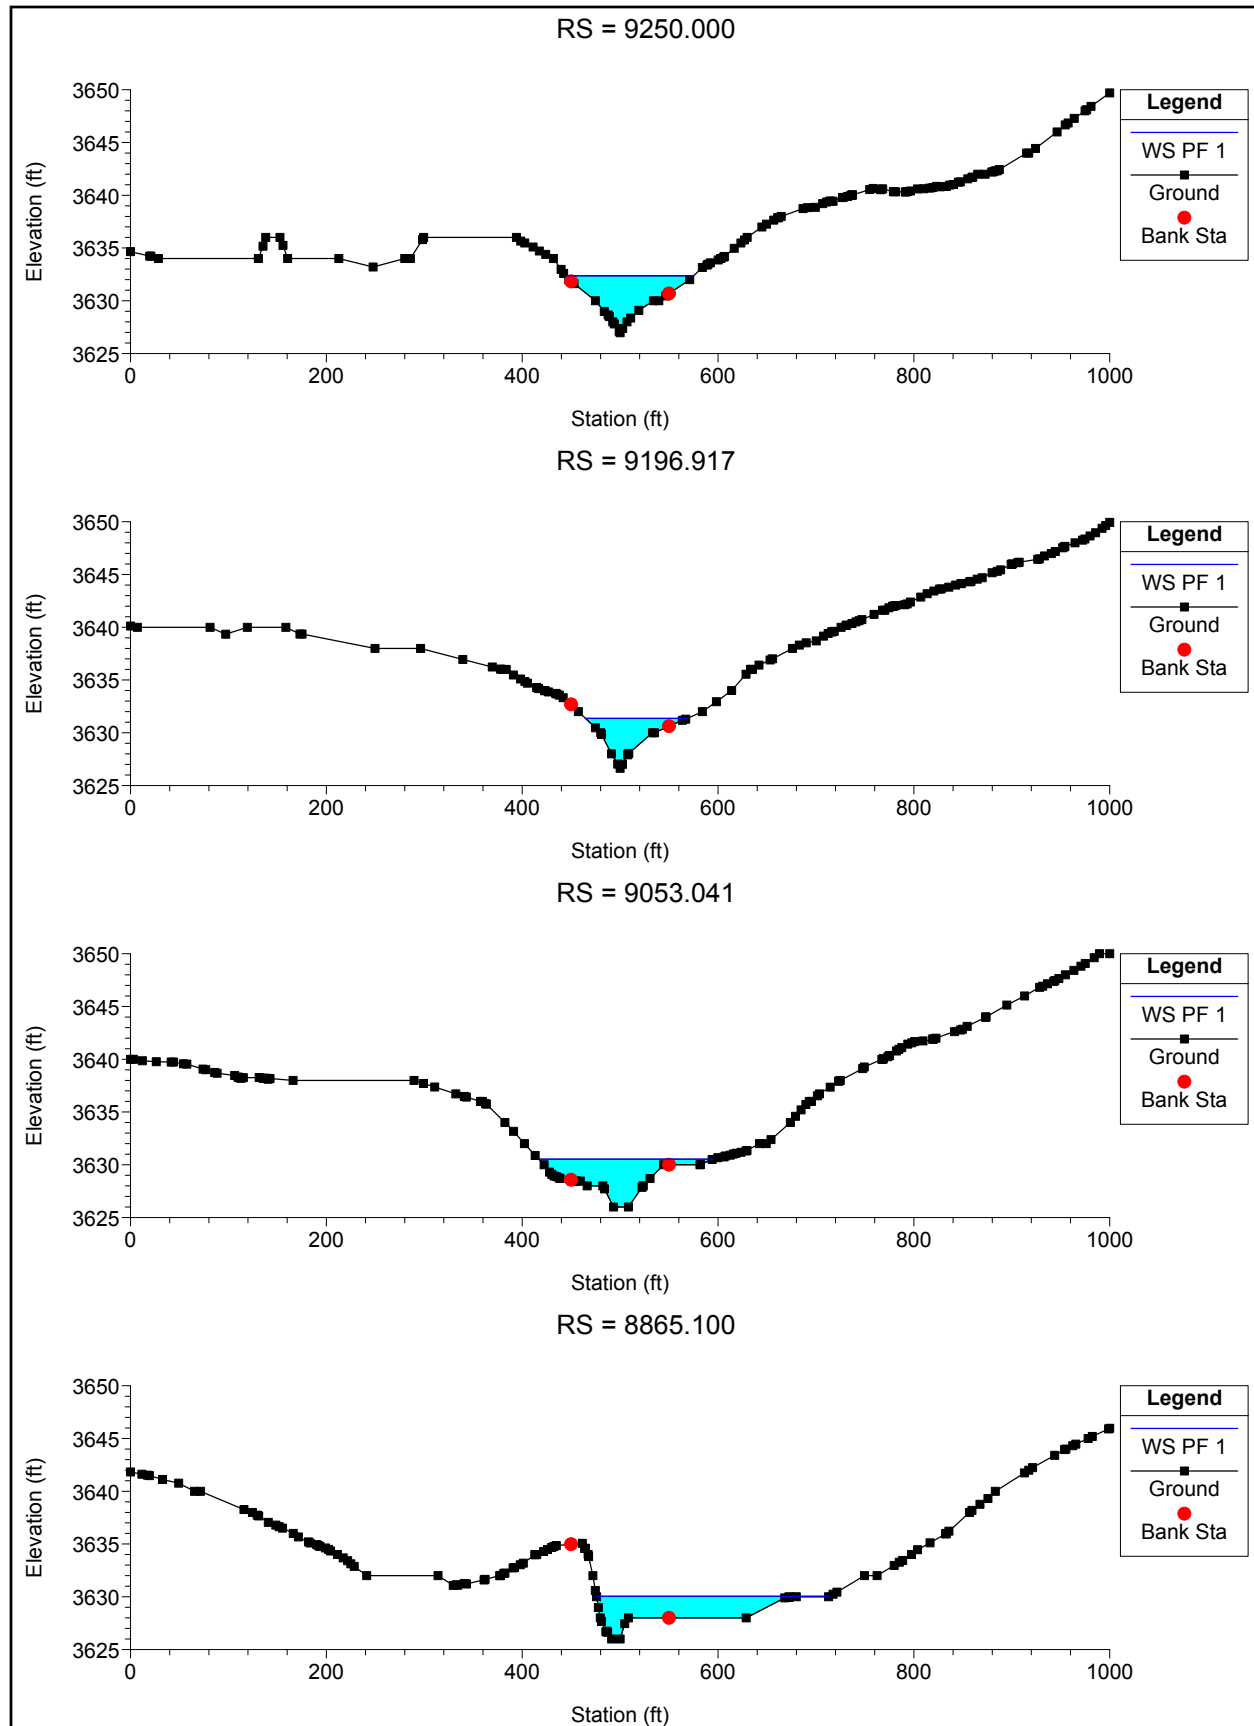 RS = 9250.000
3650
3645
3640
3635
3630
3625
Elevation (ft)
0 200 400 600 800 1000
Station (ft)
Legend
WS PF 1
Ground
Bank Sta
RS = 9196.917
3650
3645
3640
3635
3630
3625
Elevation (ft)
0 200 400 600 800 1000
Station (ft)
Legend
WS PF 1
Ground
Bank Sta
RS = 9053.041
3650
3645
3640
3635
3630
3625
Elevation (ft)
0 200 400 600 800 1000
Station (ft)
Legend
WS PF 1
Ground
Bank Sta
RS = 8865.100
3650
3645
3640
3635
3630
3625
Elevation (ft)
0 200 400 600 800 1000
Station (ft)
Legend
WS PF 1
Ground
Bank Sta